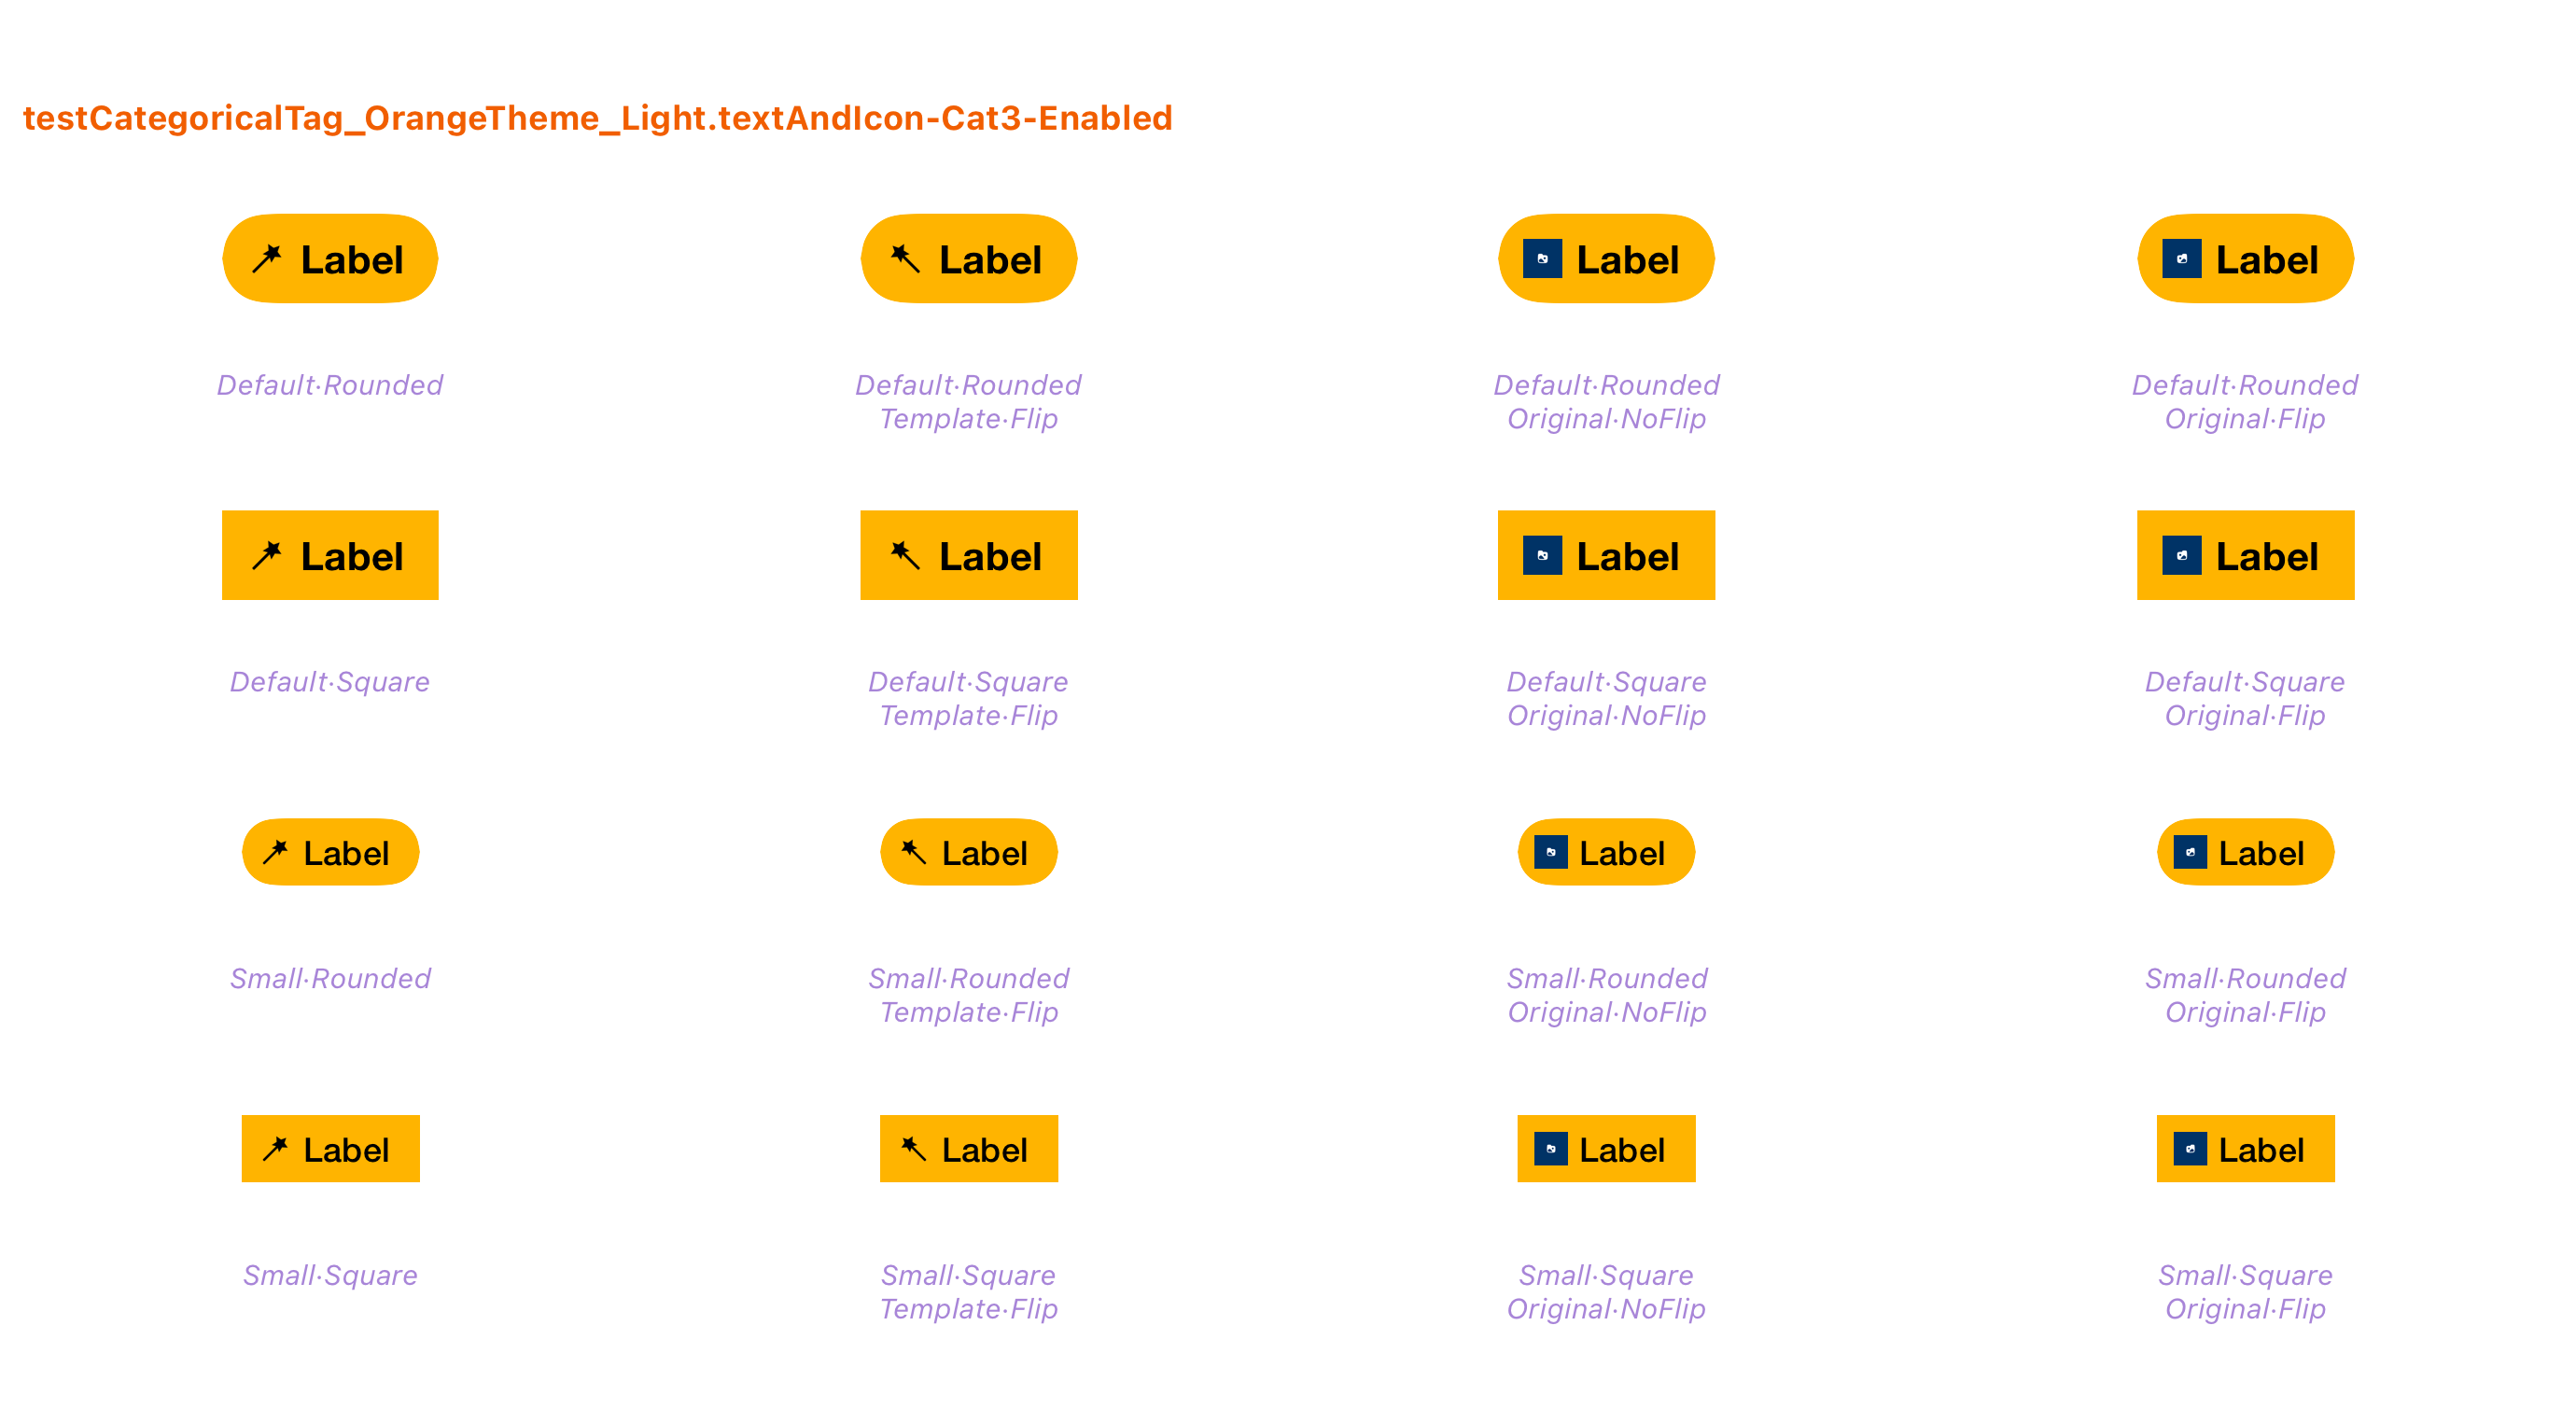 testCategoricalTag_OrangeTheme_Light.textAndIcon-Cat3-Enabled
Label
Label
Label
Label
Default·Rounded
Default·Rounded
Template·Flip
Default·Rounded
Original·NoFlip
Default·Rounded
Original·Flip
Label
Label
Label
Label
Default·Square
Default·Square
Template·Flip
Default·Square
Original·NoFlip
Default·Square
Original·Flip
Label
Label
Label
Label
Small·Rounded
Small·Rounded
Template·Flip
Small·Rounded
Original·NoFlip
Small·Rounded
Original·Flip
Label
Label
Label
Label
Small·Square
Small·Square
Template·Flip
Small·Square
Original·NoFlip
Small·Square
Original·Flip